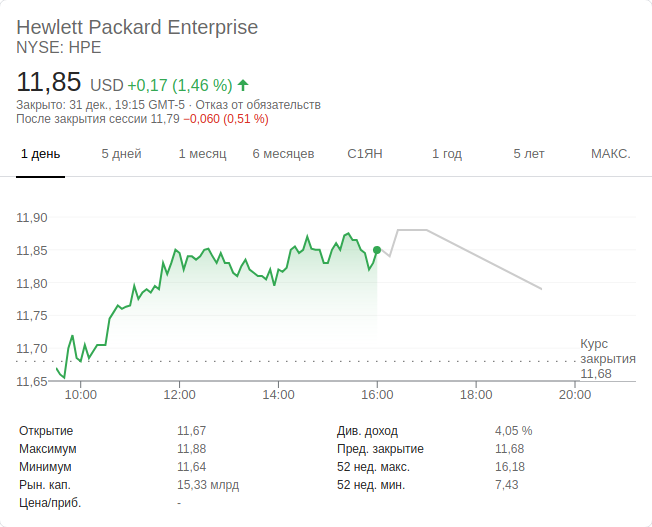 Hewlett Packard Enterprise
NYSE: HPE
11,85 USD +0,17 (1,46 %)
Закрыто: 31 дек., 19:15 GMT-5 · Отказ от обязательств
После закрытия сессии 11,79 −0,060 (0,51 %)
1 день 5 дней 1 месяц 6 месяцев С1ЯН 1 год 5 лет МАКС.
11,90
11,85
11,80
11,75
11,70
11,65
Курс
закрытия
11,68
10:00 12:00 14:00 16:00 18:00 20:00
Открытие 11,67 Див. доход 4,05 %
Максимум 11,88 Пред. закрытие 11,68
Минимум 11,64 52 нед. макс. 16,18
Рын. кап. 15,33 млрд 52 нед. мин. 7,43
Цена/приб. -